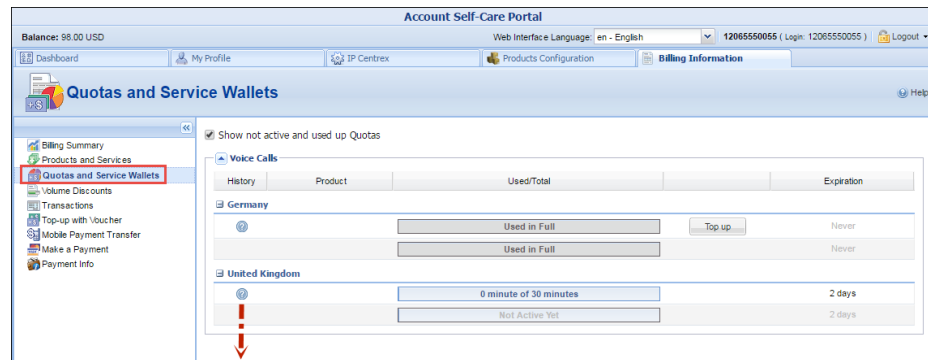 Account Self-Care Portal
Balance: 98.00 USD
Web Interface Language: en - English
12065550055 ( Login: 12065550055 ) Logout
Dashboard
My Profile
IP Centrex
Products Configuration
Billing Information
Quotas and Service Wallets
Help
Billing Summary
Products and Services
Quotas and Service Wallets
Volume Discounts
Transactions
Top-up with Voucher
Mobile Payment Transfer
Make a Payment
Payment Info
Show not active and used up Quotas
Voice Calls
History Product Used/Total Expiration
Germany
Used in Full Top up Never
Used in Full Never
United Kingdom
0 minute of 30 minutes 2 days
Not Active Yet 2 days